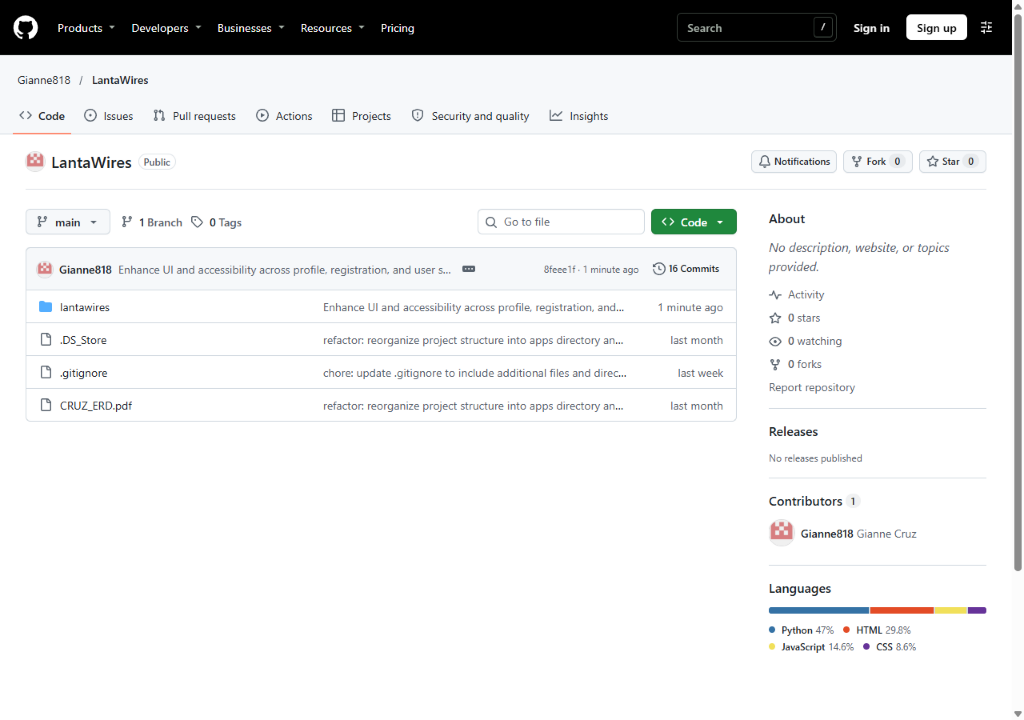 Products Developers Businesses Resources Pricing Search / Sign in Sign up
Gianne818 / LantaWires
Code Issues Pull requests Actions Projects Security and quality Insights
LantaWires Public Notifications Fork 0 Star 0
main 1 Branch 0 Tags Go to file Code
Gianne818 Enhance UI and accessibility across profile, registration, and user s... 8feee1f · 1 minute ago 16 Commits
lantawires Enhance UI and accessibility across profile, registration, and... 1 minute ago
.DS_Store refactor: reorganize project structure into apps directory an... last month
.gitignore chore: update .gitignore to include additional files and direc... last week
CRUZ_ERD.pdf refactor: reorganize project structure into apps directory an... last month
About
No description, website, or topics
provided.
Activity
0 stars
0 watching
0 forks
Report repository
Releases
No releases published
Contributors 1
Gianne818 Gianne Cruz
Languages
Python 47% HTML 29.8%
JavaScript 14.6% CSS 8.6%